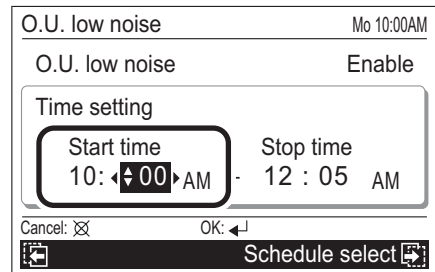 O.U. low noise Mo 10:00AM
O.U. low noise Enable
Time setting
Start time Stop time
10: 00 AM - 12 : 05 AM
Cancel: OK:
Schedule select